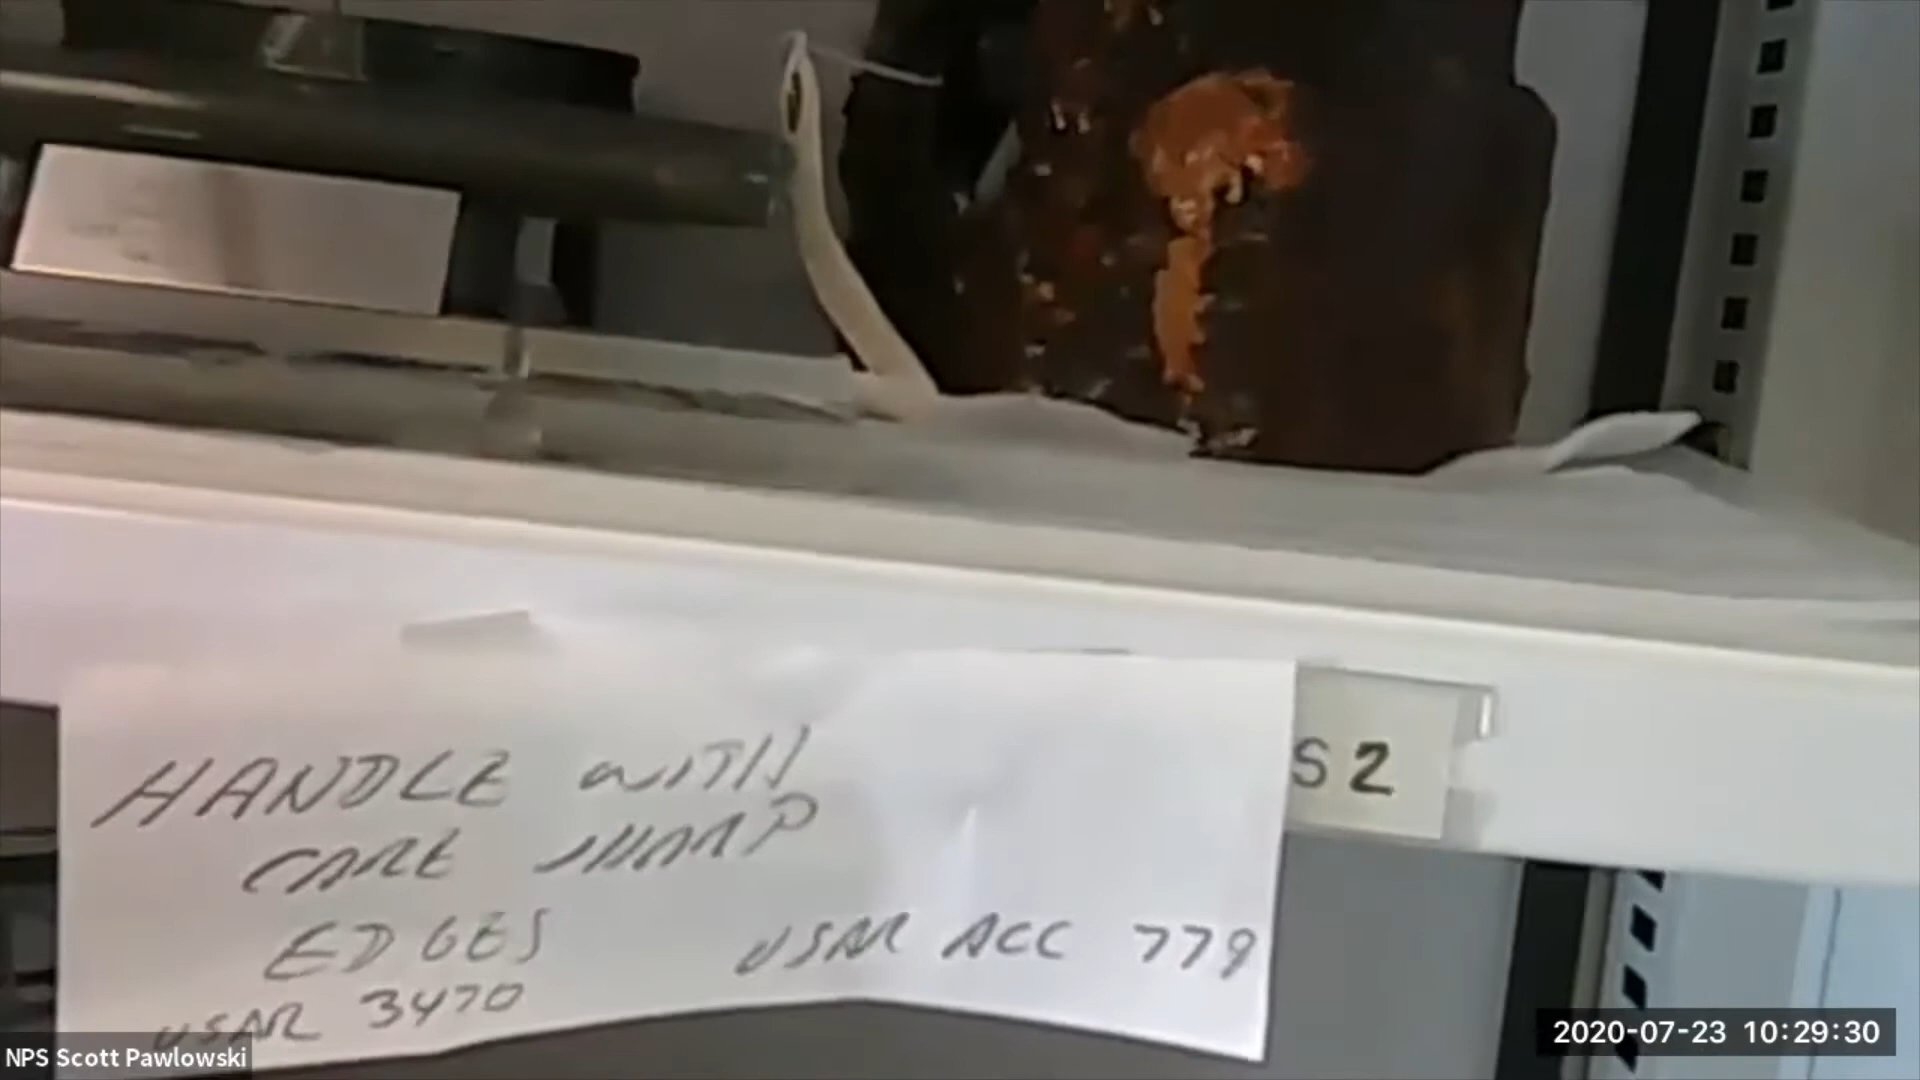 HANDLE WITH
CARE SHARP
EDGES
USAR ACC 779
USAR 3470
S2
NPS Scott Pawlowski
2020-07-23 10:29:30